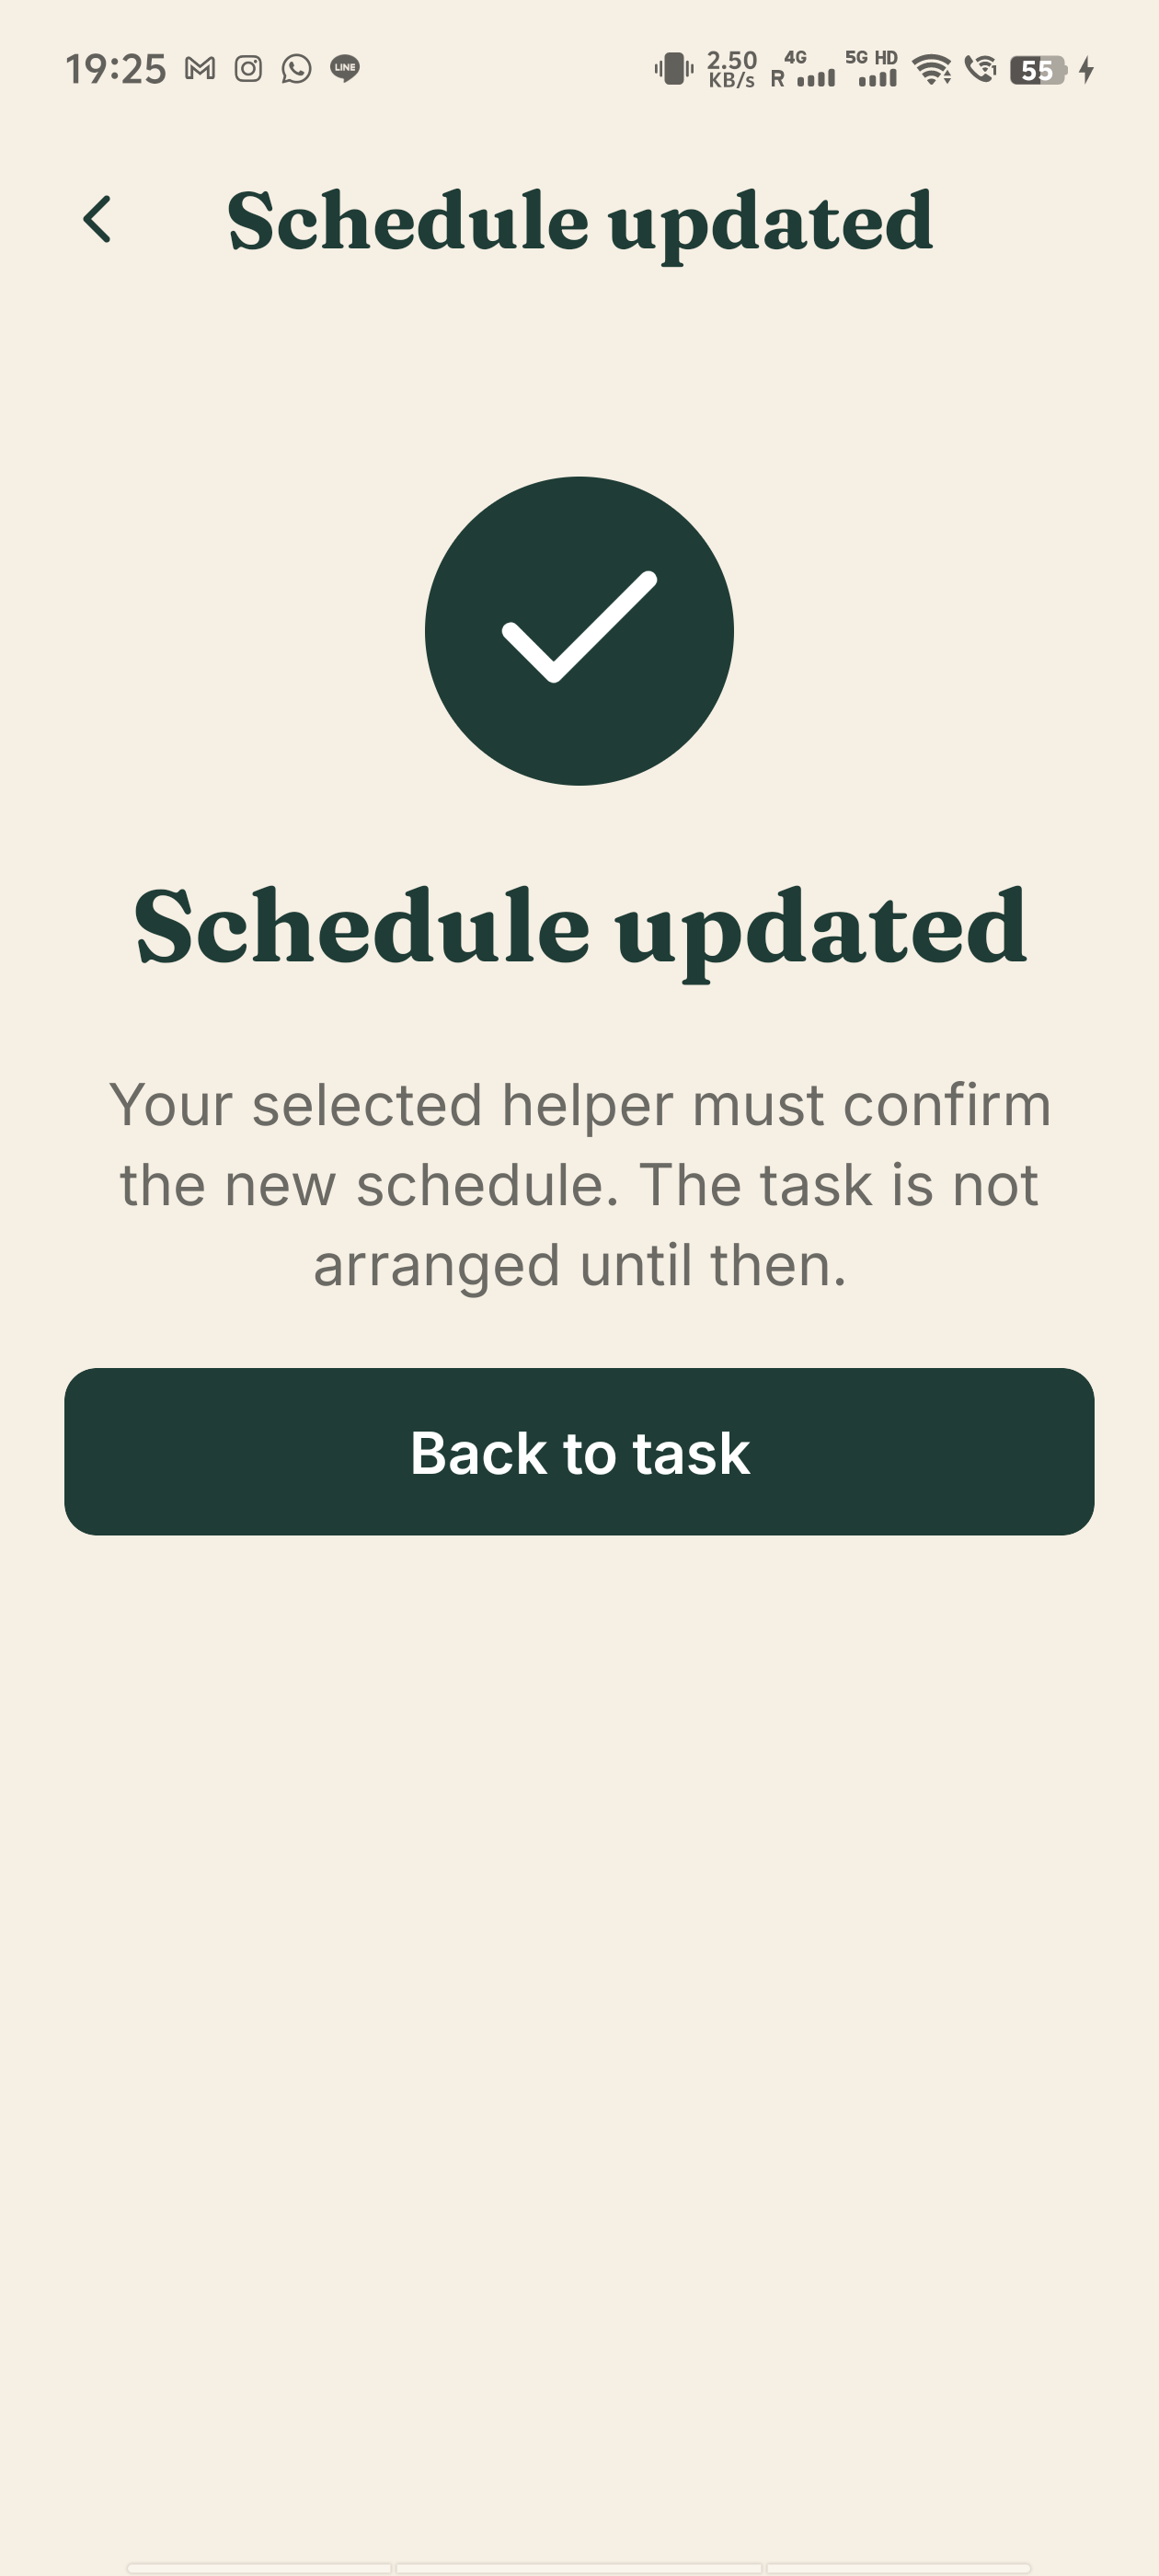 19:25 LINE 2.50 KB/s R 4G 5G HD 55
Schedule updated
Schedule updated
Your selected helper must confirm
the new schedule. The task is not
arranged until then.
Back to task